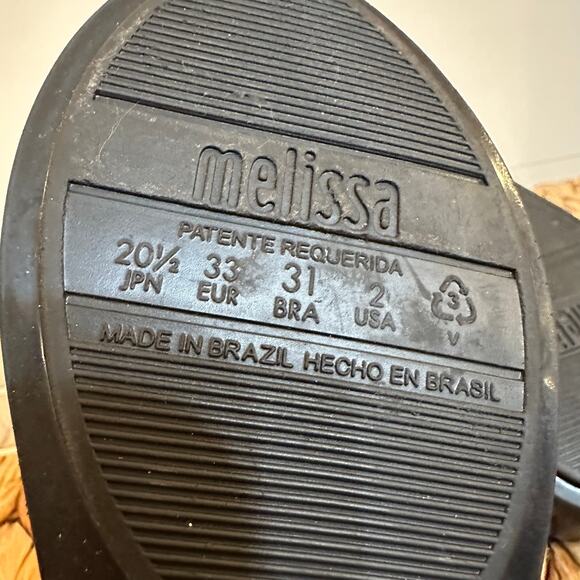 melissa
PATENTE REQUERIDA
20½ 33 31 2 3
JPN EUR BRA USA V
MADE IN BRAZIL HECHO EN BRASIL